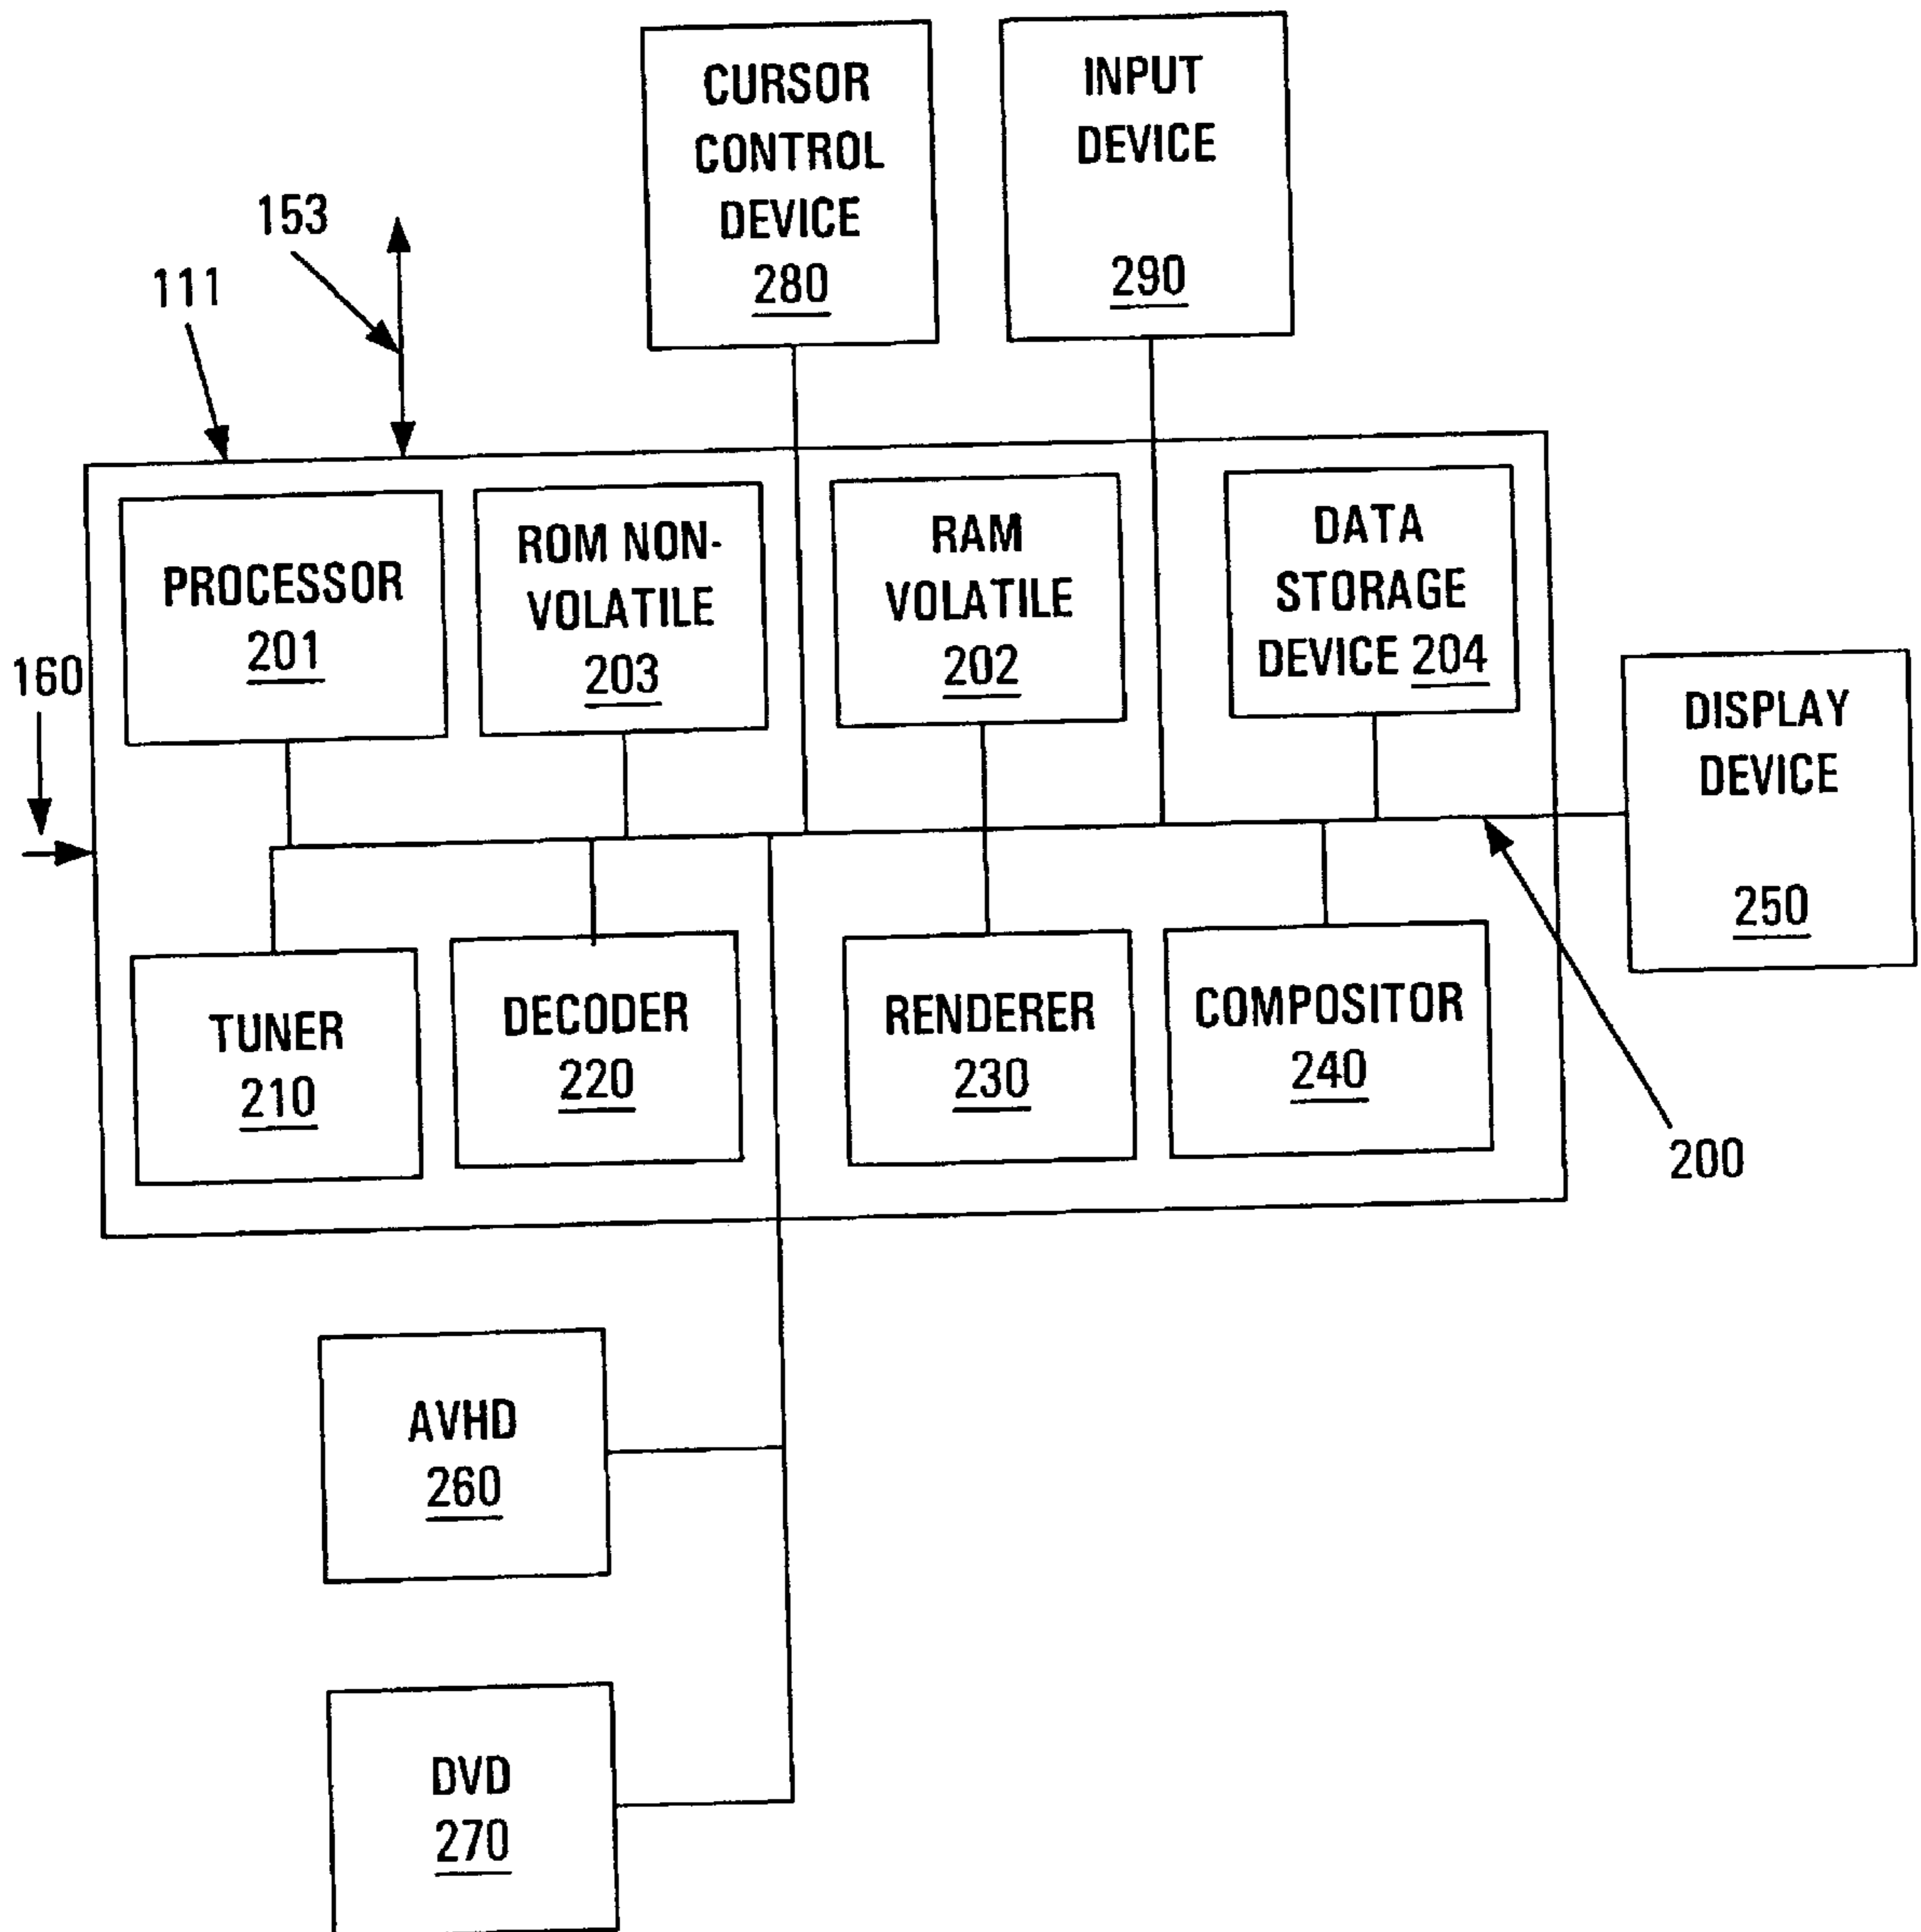 CURSOR
CONTROL
DEVICE
280
INPUT
DEVICE
290
153
111
PROCESSOR
201
ROM NON-
VOLATILE
203
RAM
VOLATILE
202
DATA
STORAGE
DEVICE 204
160
DISPLAY
DEVICE
250
TUNER
210
DECODER
220
RENDERER
230
COMPOSITOR
240
200
AVHD
260
DVD
270